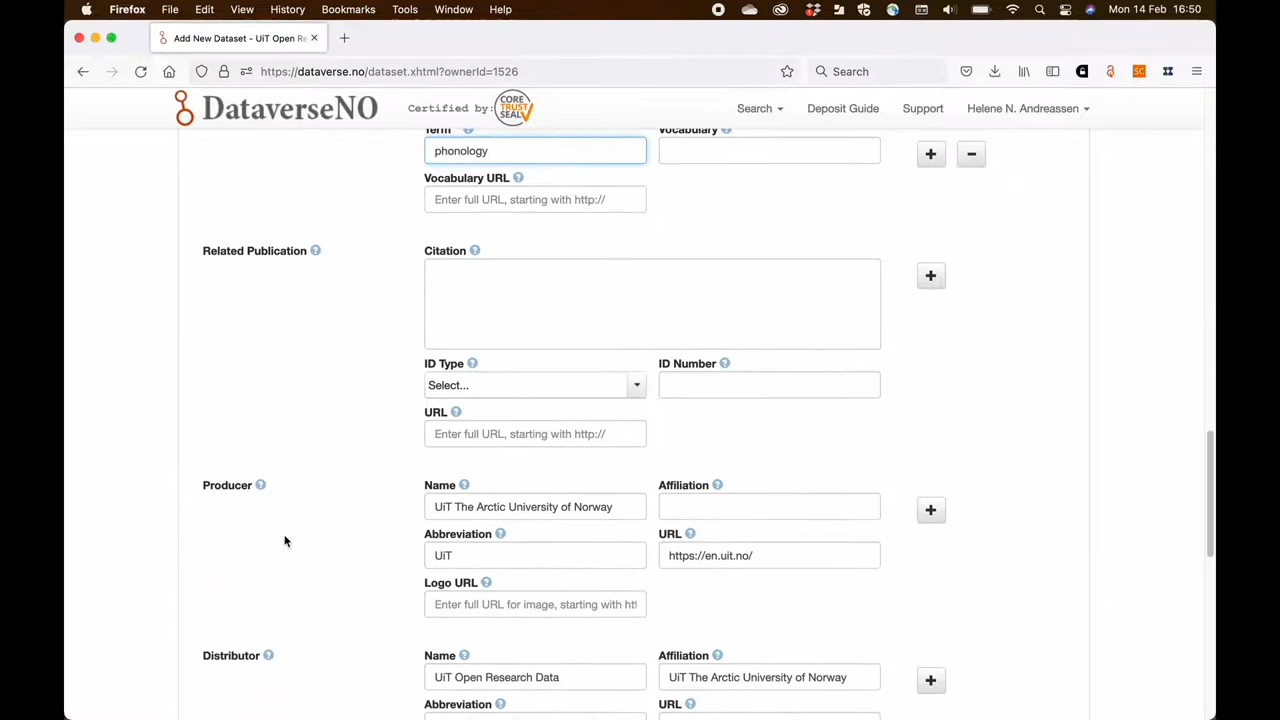 Firefox File Edit View History Bookmarks Tools Window Help Mon 14 Feb 16:50
Add New Dataset - UiT Open Re
https://dataverse.no/dataset.xhtml?ownerId=1526 Search
DataverseNO Certified by: CORE TRUST SEAL Search Deposit Guide Support Helene N. Andreassen
Term Vocabulary
phonology
Vocabulary URL
Enter full URL, starting with http://
Related Publication Citation
ID Type ID Number
Select...
URL
Enter full URL, starting with http://
Producer Name Affiliation
UiT The Arctic University of Norway
Abbreviation URL
UiT https://en.uit.no/
Logo URL
Enter full URL for image, starting with htt
Distributor Name Affiliation
UiT Open Research Data UiT The Arctic University of Norway
Abbreviation URL